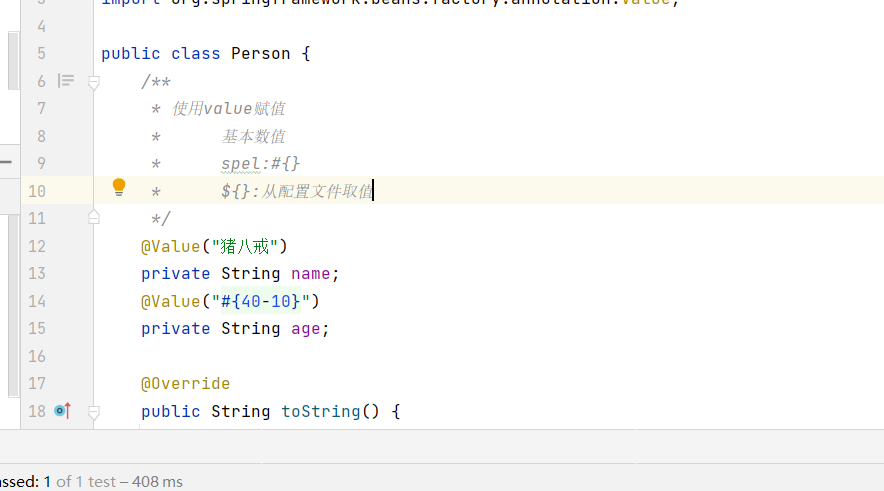 import org.springframework.beans.factory.annotation.Value;
4
5 public class Person {
6 /**
7 * 使用value赋值
8 * 基本数值
9 * spel:#{}
10 * ${}:从配置文件取值
11 */
12 @Value("猪八戒")
13 private String name;
14 @Value("#{40-10}")
15 private String age;
16
17 @Override
18 public String toString() {
assed: 1 of 1 test – 408 ms